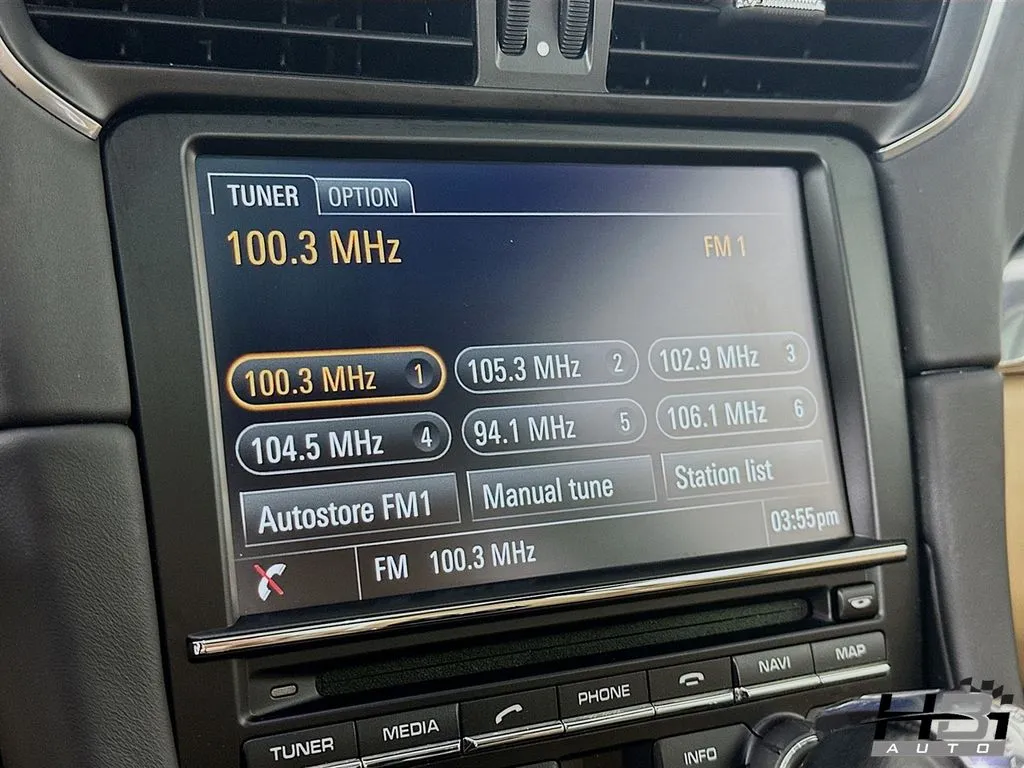 TUNER OPTION
100.3 MHz FM 1
100.3 MHz 1 105.3 MHz 2 102.9 MHz 3
104.5 MHz 4 94.1 MHz 5 106.1 MHz 6
Autostore FM1 Manual tune Station list
FM 100.3 MHz 03:55pm
TUNER MEDIA PHONE NAVI MAP
INFO
HBi
AUTO